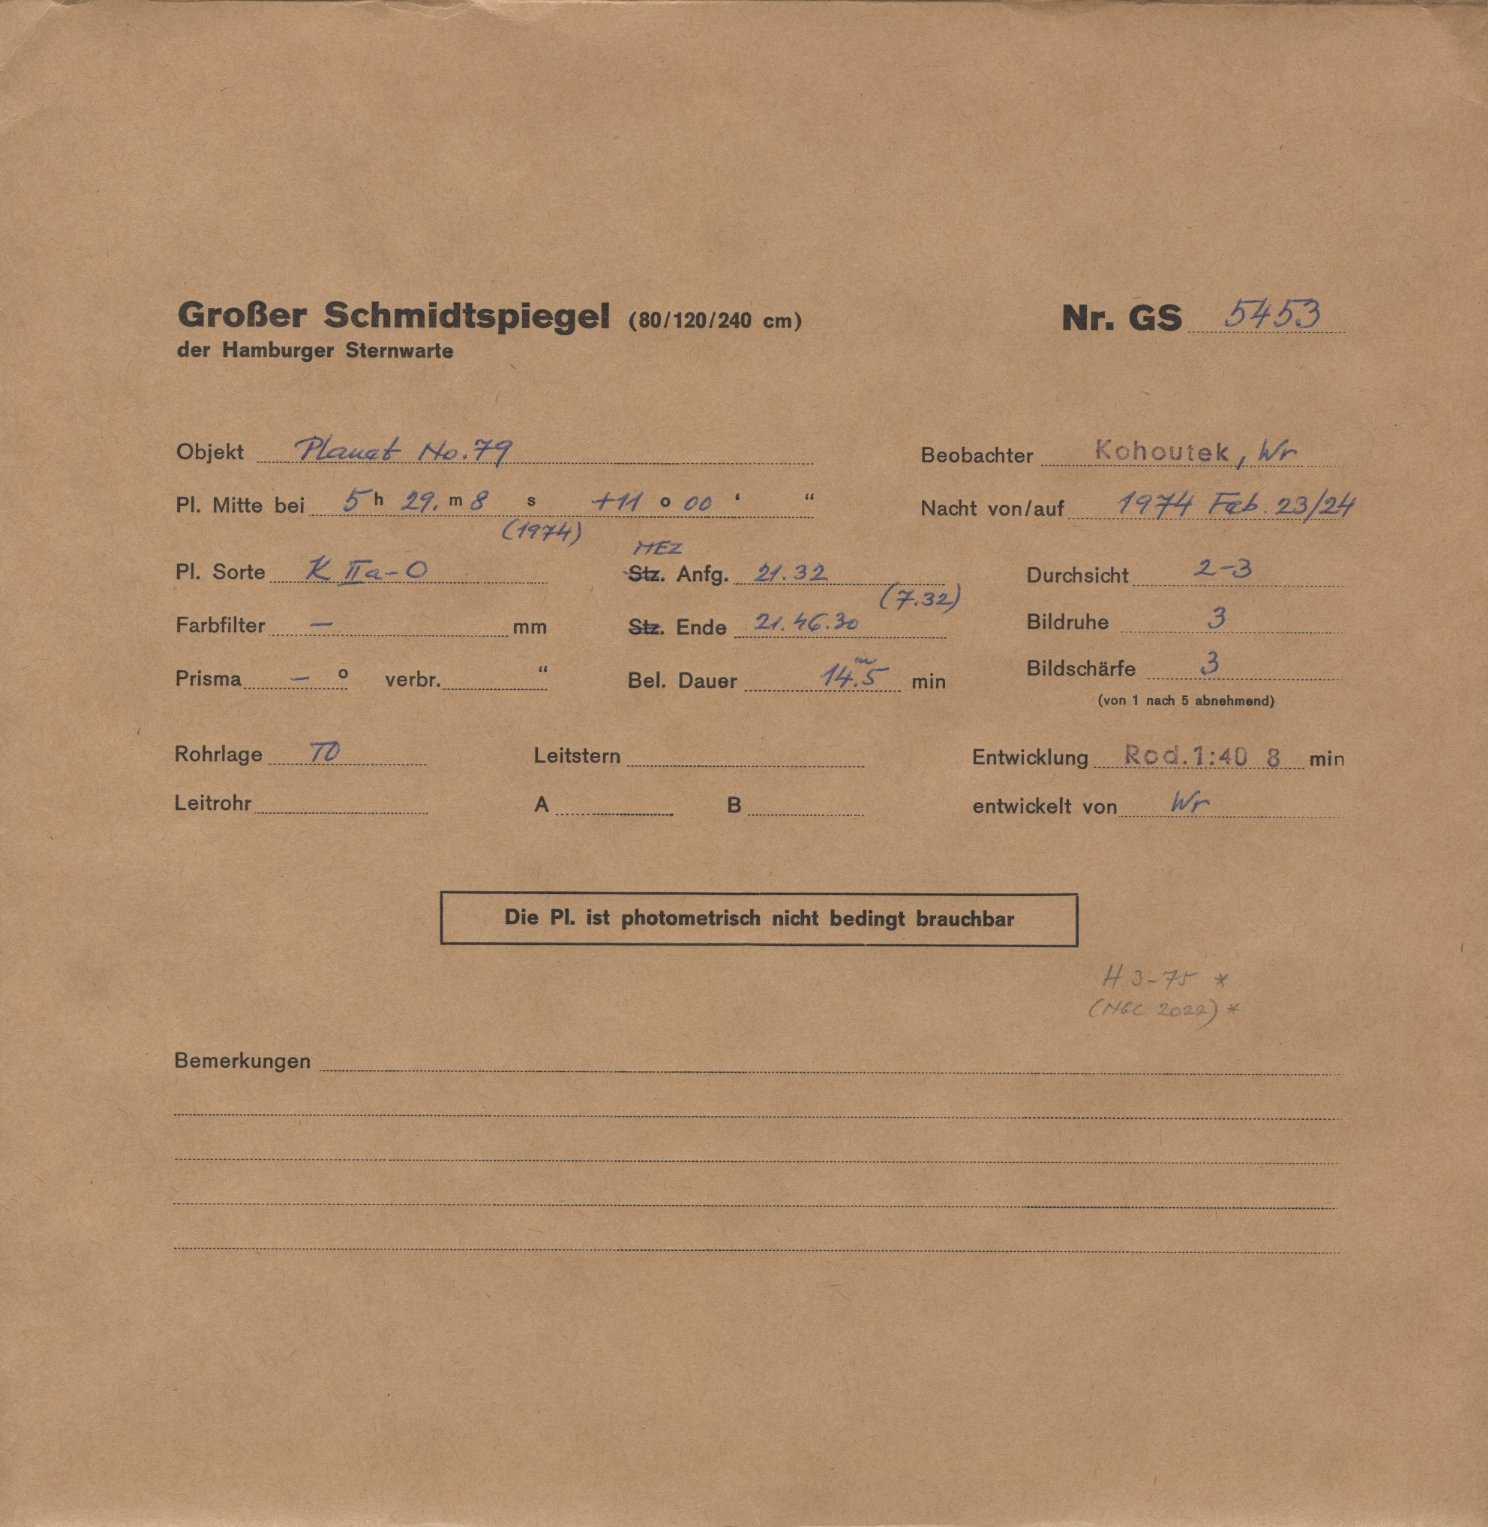 Großer Schmidtspiegel (80/120/240 cm) Nr. GS 5453
der Hamburger Sternwarte
Objekt Planet No. 79 Beobachter Kohoutek, Wr
Pl. Mitte bei 5 h 29. m 8 s +11 o 00 ‘ “ Nacht von/auf 1974 Feb. 23/24
(1974)
MEZ
Pl. Sorte K IIa-O Stz. Anfg. 21.32 Durchsicht 2-3
(7.32)
Farbfilter — mm Stz. Ende 21.46.30 Bildruhe 3
Prisma — o verbr. “ Bel. Dauer 14.5 m min Bildschärfe 3
(von 1 nach 5 abnehmend)
Rohrlage TO Leitstern Entwicklung Rod. 1:40 8 min
Leitrohr A B entwickelt von Wr
Die Pl. ist photometrisch nicht bedingt brauchbar
H 3-75 *
(NGC 2022) *
Bemerkungen